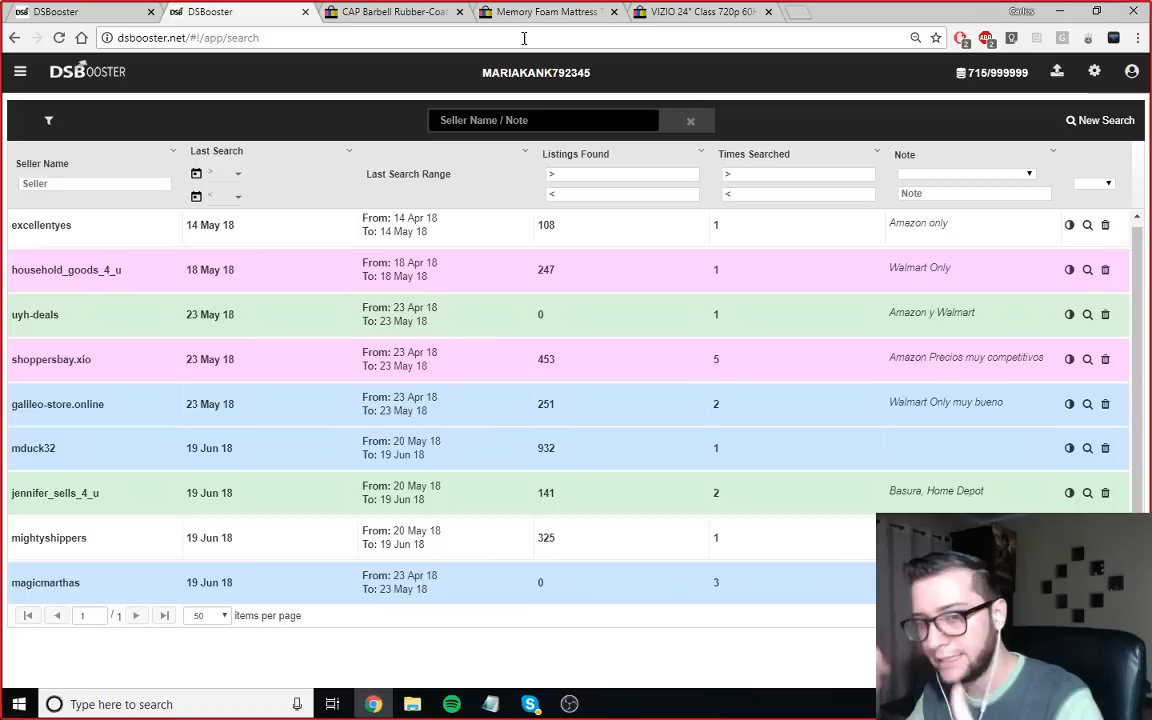 DSBooster
DSBooster
CAP Barbell Rubber-Coa
Memory Foam Mattress
VIZIO 24" Class 720p 60H
Carlos
dsbooster.net/#!/app/search
2
2
DSBOOSTER
MARIAKANK792345
715/999999
Seller Name / Note
New Search
Seller Name
Last Search
Last Search Range
Listings Found
Times Searched
Note
Seller
>
<
>
<
>
<
Note
excellentyes
14 May 18
From: 14 Apr 18
To: 14 May 18
108
1
Amazon only
household_goods_4_u
18 May 18
From: 18 Apr 18
To: 18 May 18
247
1
Walmart Only
uyh-deals
23 May 18
From: 23 Apr 18
To: 23 May 18
0
1
Amazon y Walmart
shoppersbay.xio
23 May 18
From: 23 Apr 18
To: 23 May 18
453
5
Amazon Precios muy competitivos
galileo-store.online
23 May 18
From: 23 Apr 18
To: 23 May 18
251
2
Walmart Only muy bueno
mduck32
19 Jun 18
From: 20 May 18
To: 19 Jun 18
932
1
jennifer_sells_4_u
19 Jun 18
From: 20 May 18
To: 19 Jun 18
141
2
Basura, Home Depot
mightyshippers
19 Jun 18
From: 20 May 18
To: 19 Jun 18
325
1
magicmarthas
19 Jun 18
From: 23 Apr 18
To: 23 May 18
0
3
1 / 1
50
items per page
Type here to search